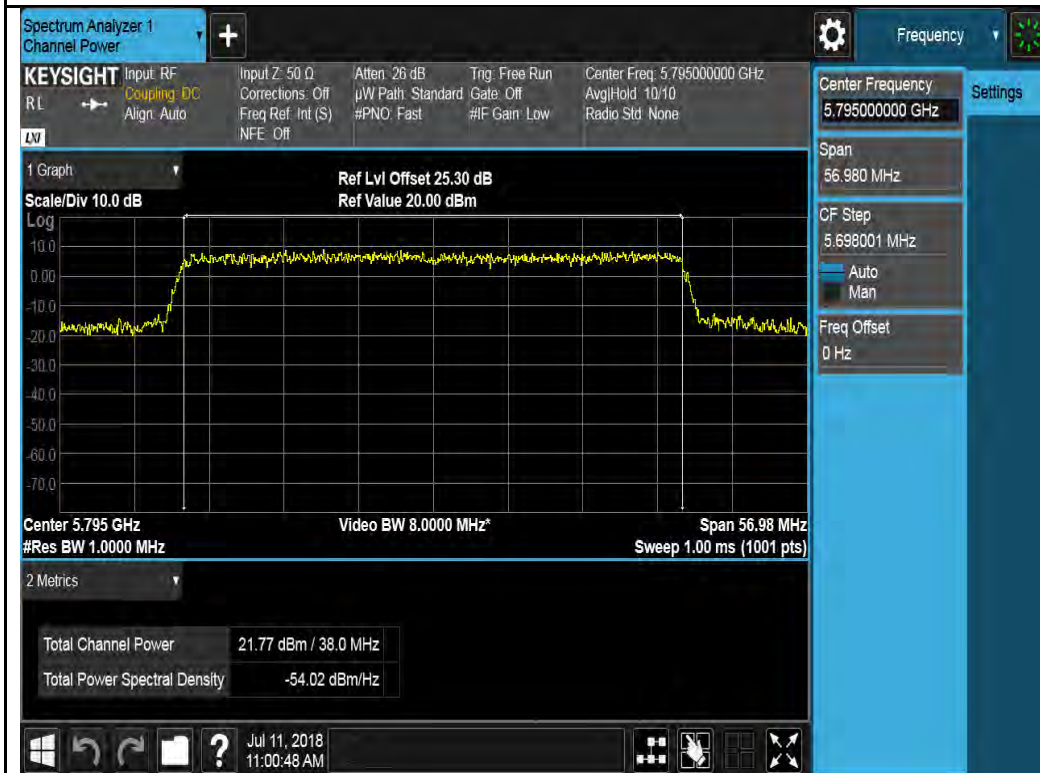 Spectrum Analyzer 1
Channel Power
+
Frequency
KEYSIGHT
R L
LXI
Input: RF
Coupling: DC
Align: Auto
Input Z: 50 Ω
Corrections: Off
Freq Ref: Int (S)
NFE: Off
Atten: 26 dB
µW Path: Standard
#PNO: Fast
Trig: Free Run
Gate: Off
#IF Gain: Low
Center Freq: 5.795000000 GHz
Avg|Hold: 10/10
Radio Std: None
Center Frequency
5.795000000 GHz
Settings
Span
56.980 MHz
CF Step
5.698001 MHz
Auto
Man
Freq Offset
0 Hz
1 Graph
Scale/Div 10.0 dB
Ref Lvl Offset 25.30 dB
Ref Value 20.00 dBm
Log
10.0
0.00
-10.0
-20.0
-30.0
-40.0
-50.0
-60.0
-70.0
Center 5.795 GHz
#Res BW 1.0000 MHz
Video BW 8.0000 MHz*
Span 56.98 MHz
Sweep 1.00 ms (1001 pts)
2 Metrics
Total Channel Power 21.77 dBm / 38.0 MHz
Total Power Spectral Density -54.02 dBm/Hz
?
Jul 11, 2018
11:00:48 AM